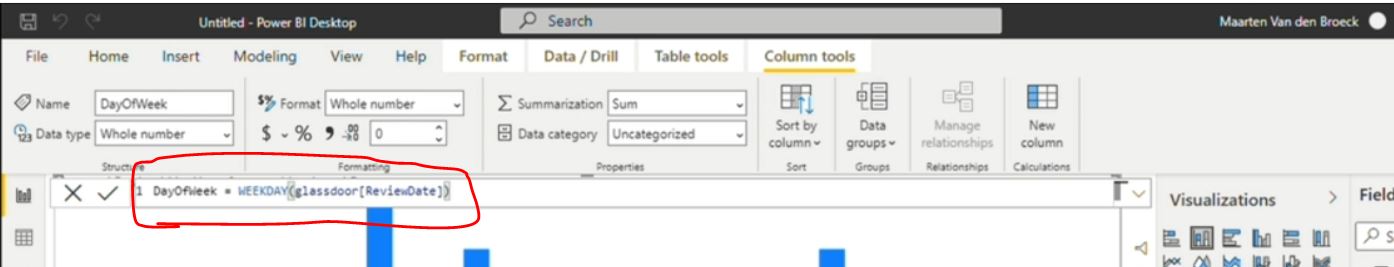 Untitled - Power BI Desktop
Search
Maarten Van den Broeck
File Home Insert Modeling View Help Format Data / Drill Table tools Column tools
Name DayOfWeek
$% Format Whole number
Summarization Sum
Data type Whole number
$ % 9 .00 0
Data category Uncategorized
Sort by column
Data groups
Manage relationships
New column
Structure
Formatting
Properties
Sort
Groups
Relationships
Calculations
1 DayOfWeek = WEEKDAY(glassdoor[ReviewDate])
Visualizations
Field